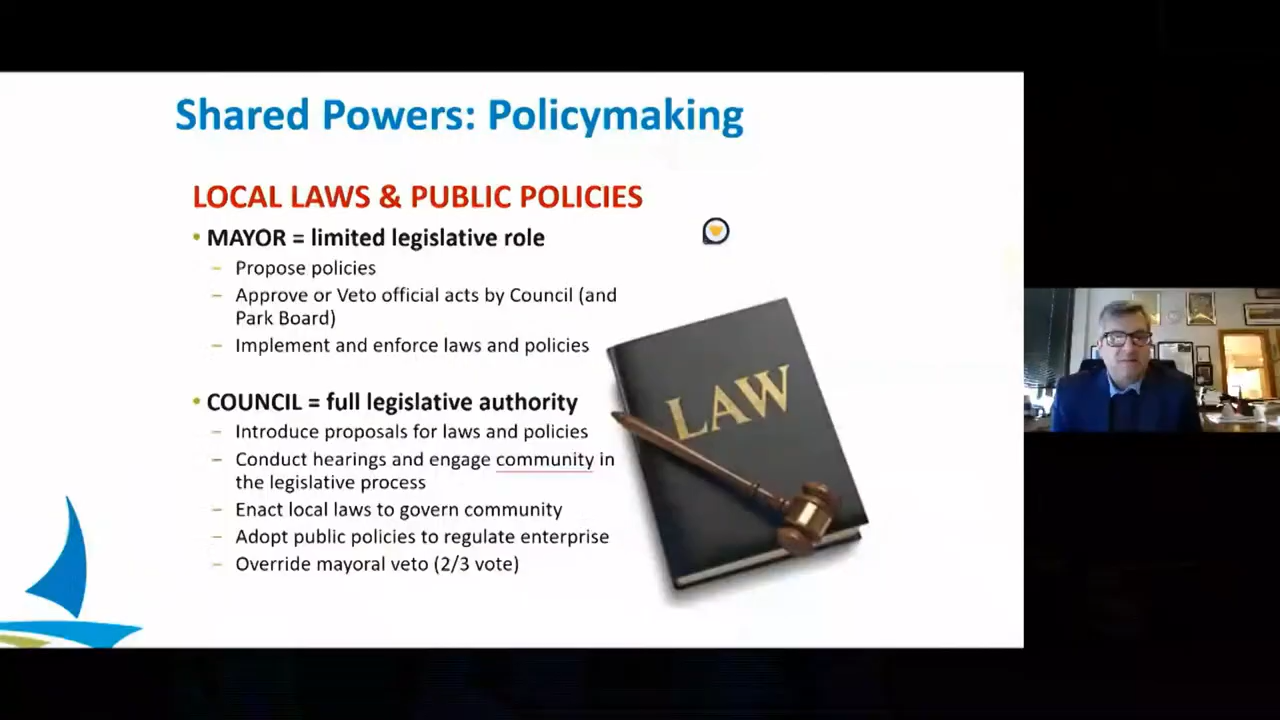 Shared Powers: Policymaking
LOCAL LAWS & PUBLIC POLICIES
• MAYOR = limited legislative role
– Propose policies
– Approve or Veto official acts by Council (and
Park Board)
– Implement and enforce laws and policies
• COUNCIL = full legislative authority
– Introduce proposals for laws and policies
– Conduct hearings and engage community in
the legislative process
– Enact local laws to govern community
– Adopt public policies to regulate enterprise
– Override mayoral veto (2/3 vote)
LAW